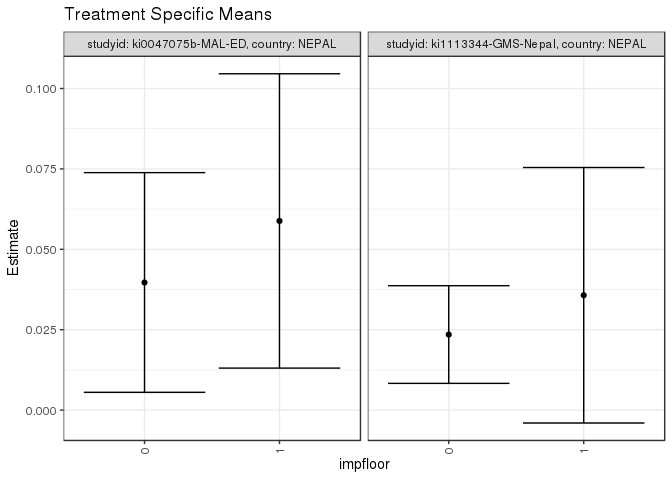 Treatment Specific Means
studyid: ki0047075b-MAL-ED, country: NEPAL
studyid: ki1113344-GMS-Nepal, country: NEPAL
0.100
0.075
0.050
0.025
0.000
Estimate
0
1
0
1
impfloor